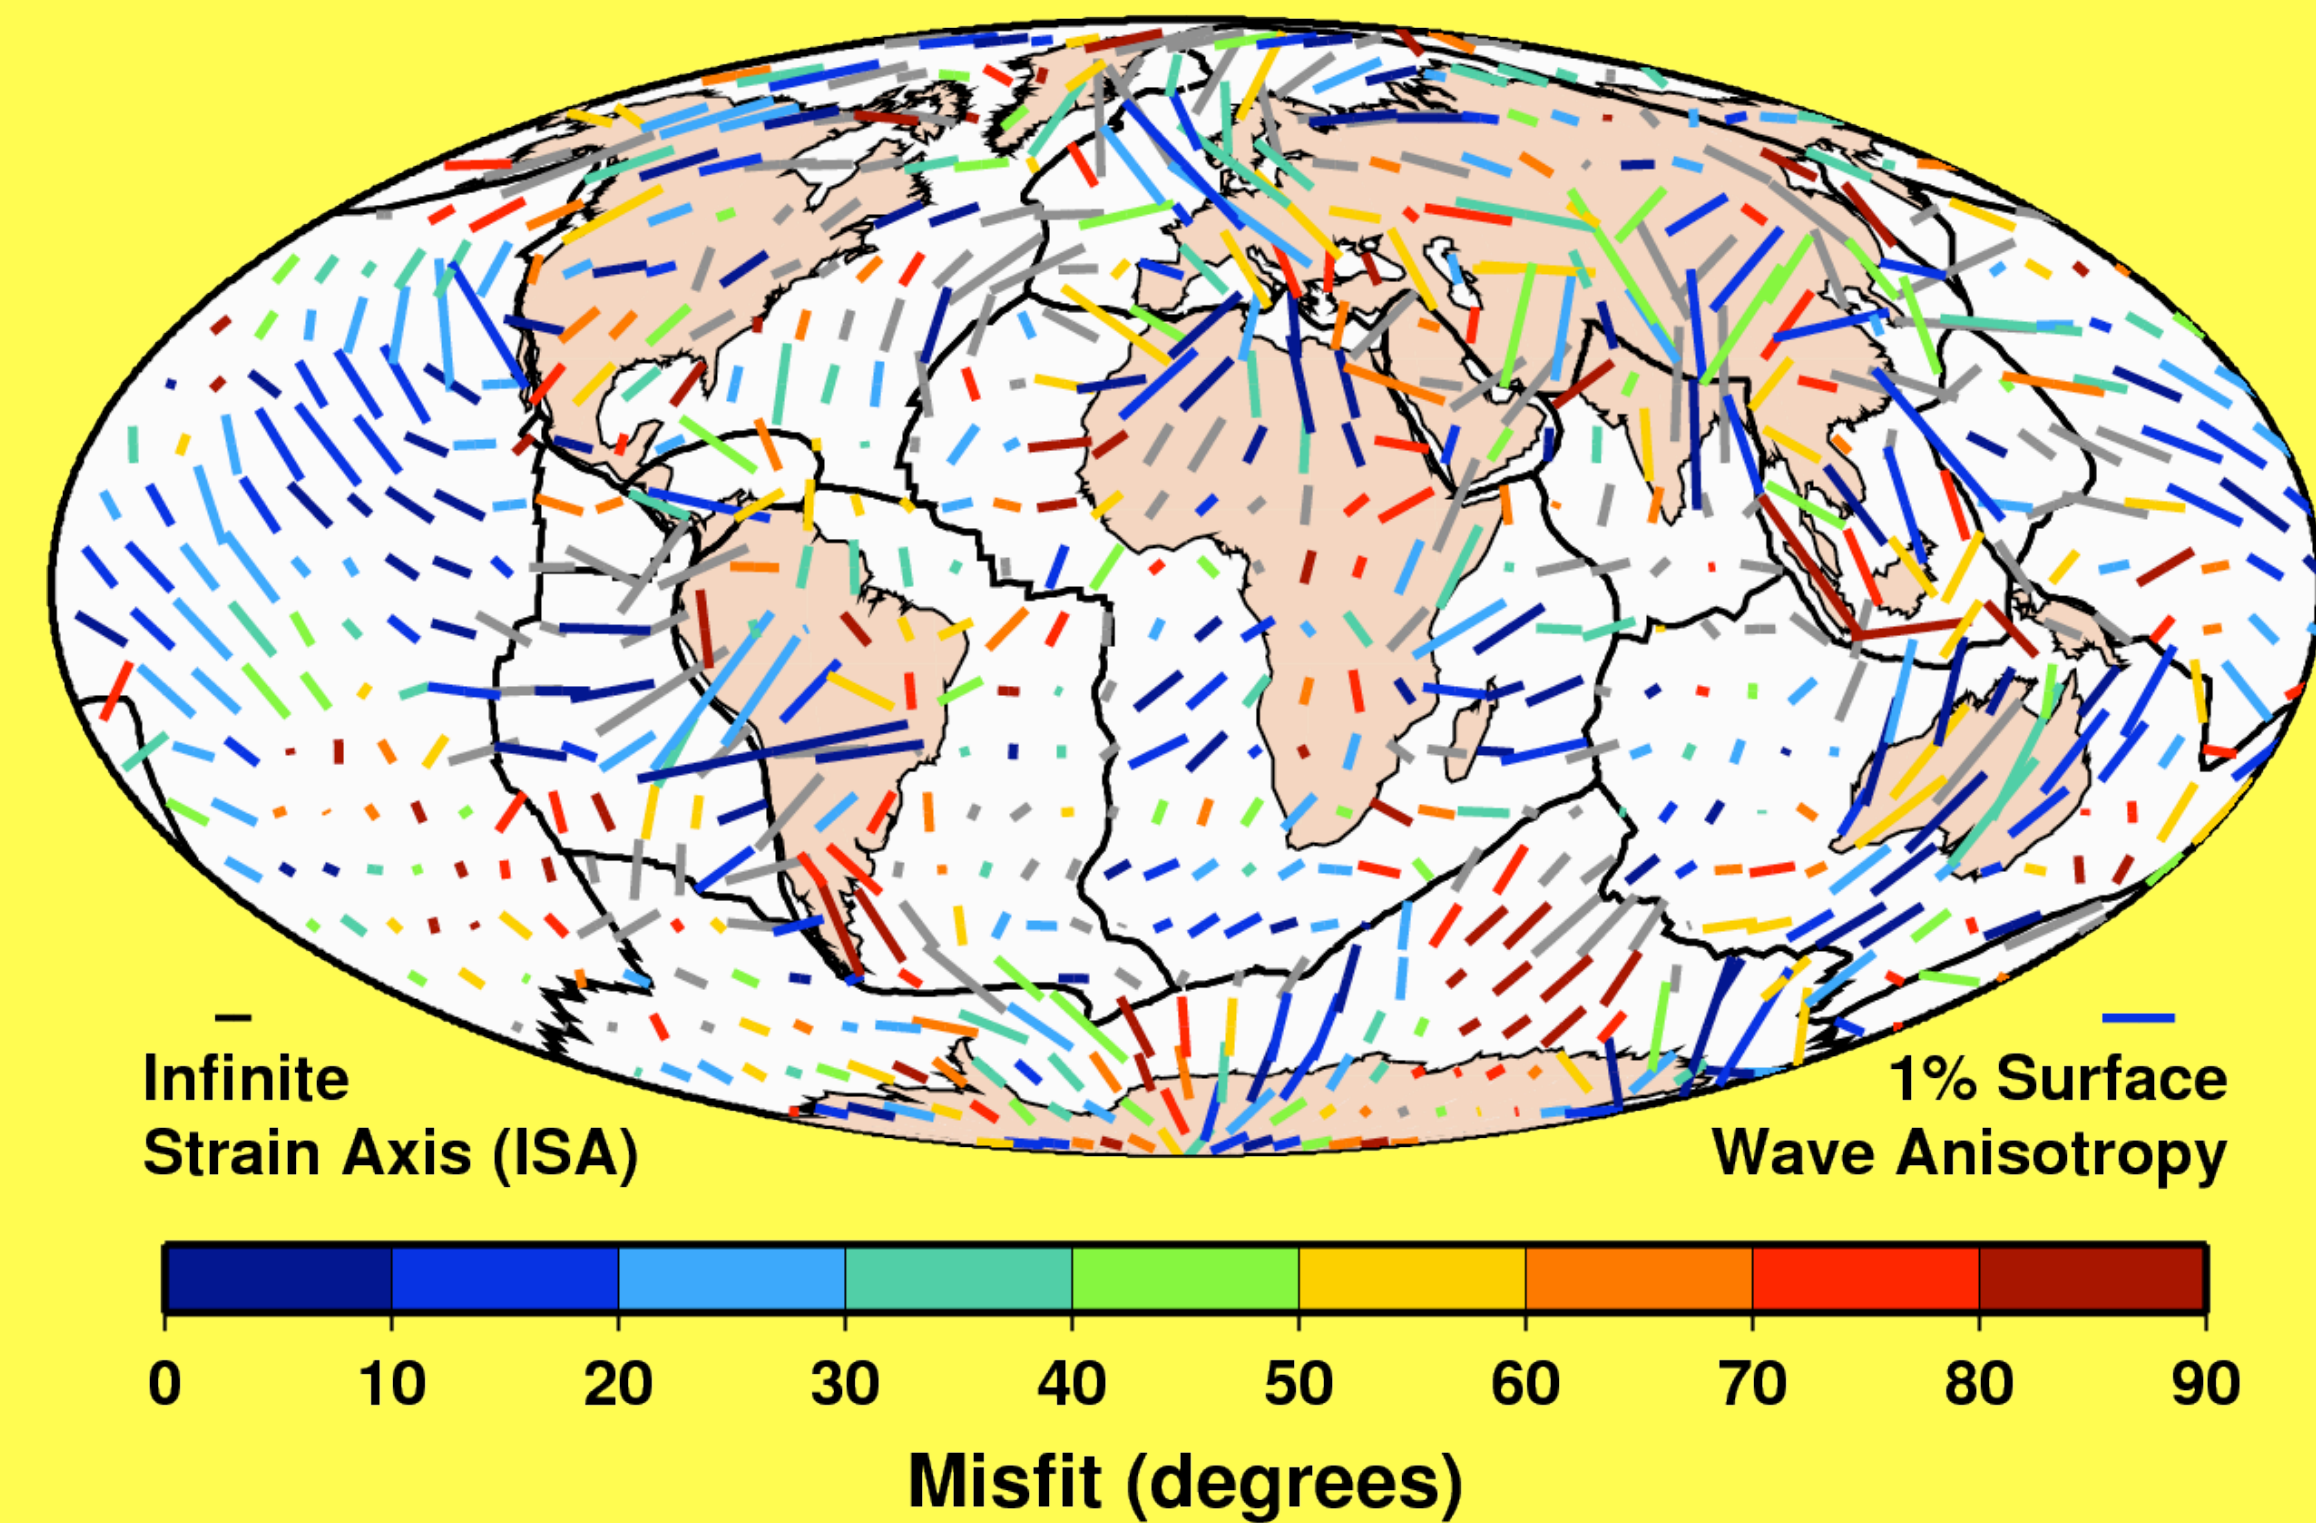 Infinite
Strain Axis (ISA)
1% Surface
Wave Anisotropy
0 10 20 30 40 50 60 70 80 90
Misfit (degrees)